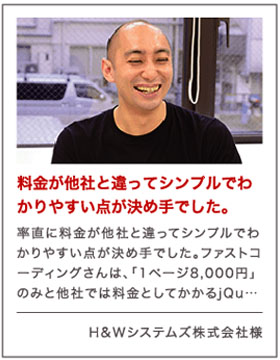 料金が他社と違ってシンプルでわ
かりやすい点が決め手でした。
率直に料金が他社と違ってシンプルでわ
かりやすい点が決め手でした。ファストコ
ーディングさんは、「1ページ8,000円」
のみと他社では料金としてかかるjQu…
H&Wシステムズ株式会社様